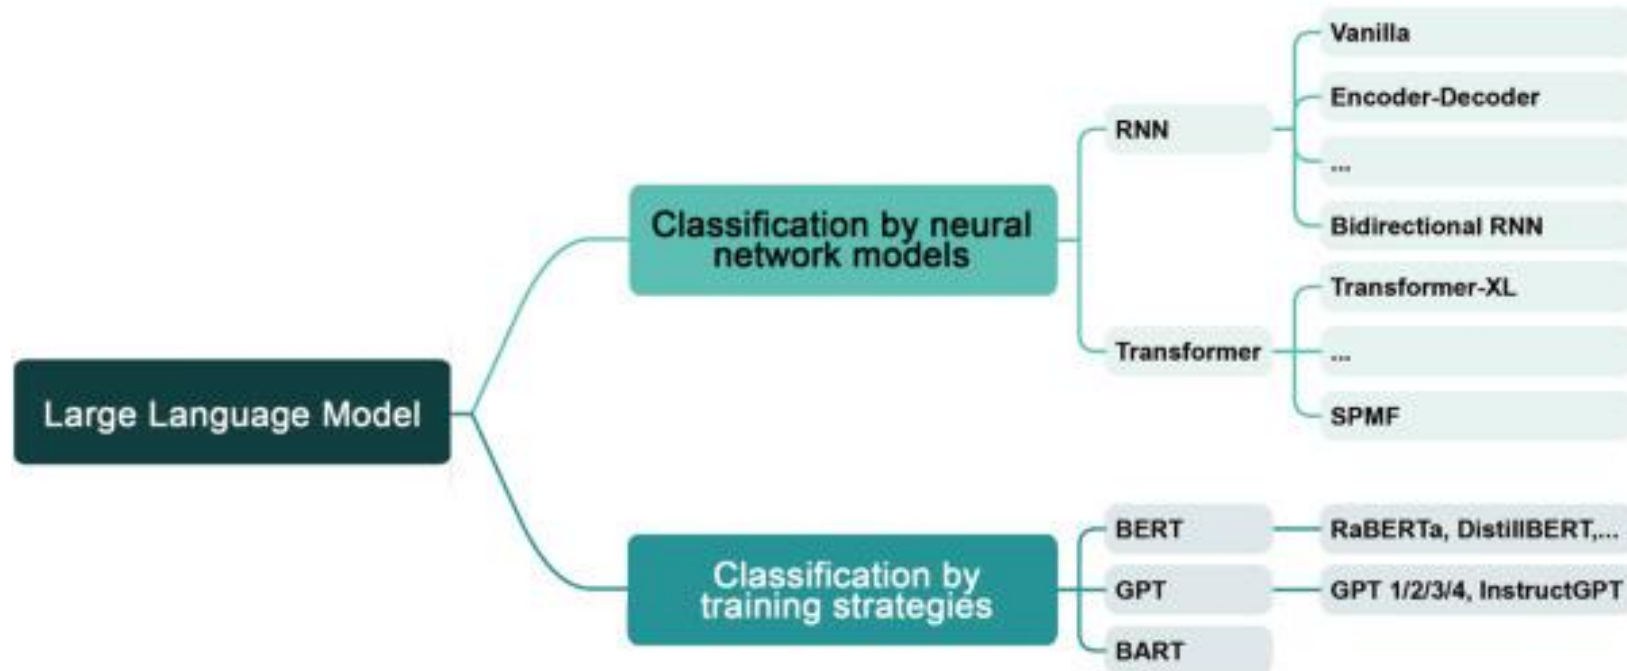 Vanilla
Encoder-Decoder
RNN
...
Classification by neural
network models
Bidirectional RNN
Transformer-XL
Transformer
...
Large Language Model
SPMF
BERT
RaBERTa, DistillBERT,...
Classification by
training strategies
GPT
GPT 1/2/3/4, InstructGPT
BART